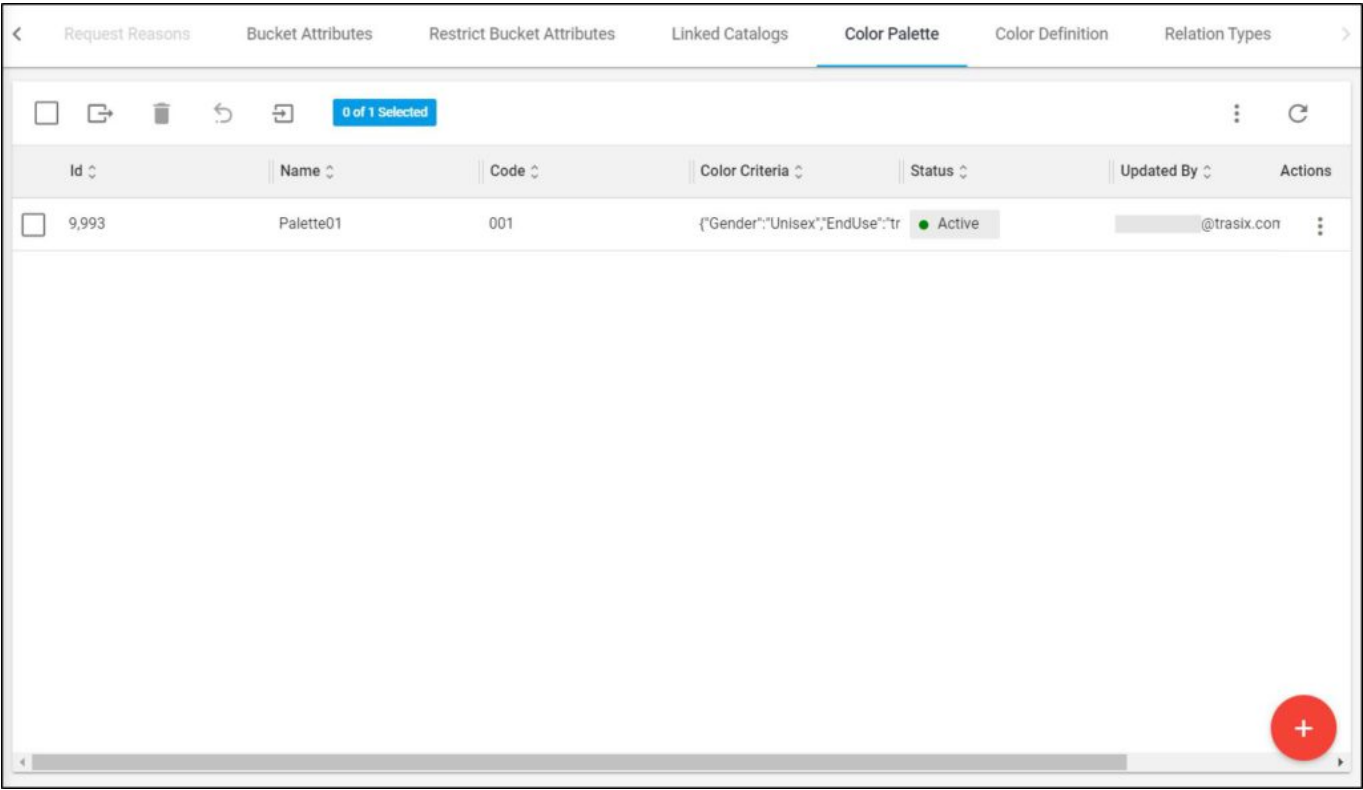 Request Reasons Bucket Attributes Restrict Bucket Attributes Linked Catalogs Color Palette Color Definition Relation Types
0 of 1 Selected
Id Name Code Color Criteria Status Updated By Actions
9,993 Palette01 001 {"Gender":"Unisex","EndUse":"tr Active @trasix.com